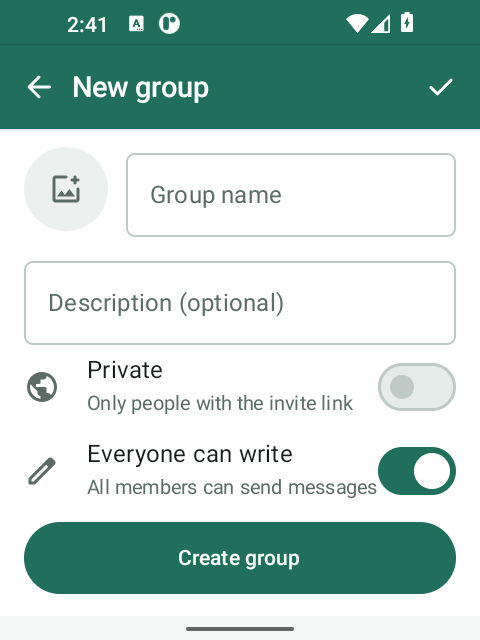 2:41
New group
Group name
Description (optional)
Private
Only people with the invite link
Everyone can write
All members can send messages
Create group